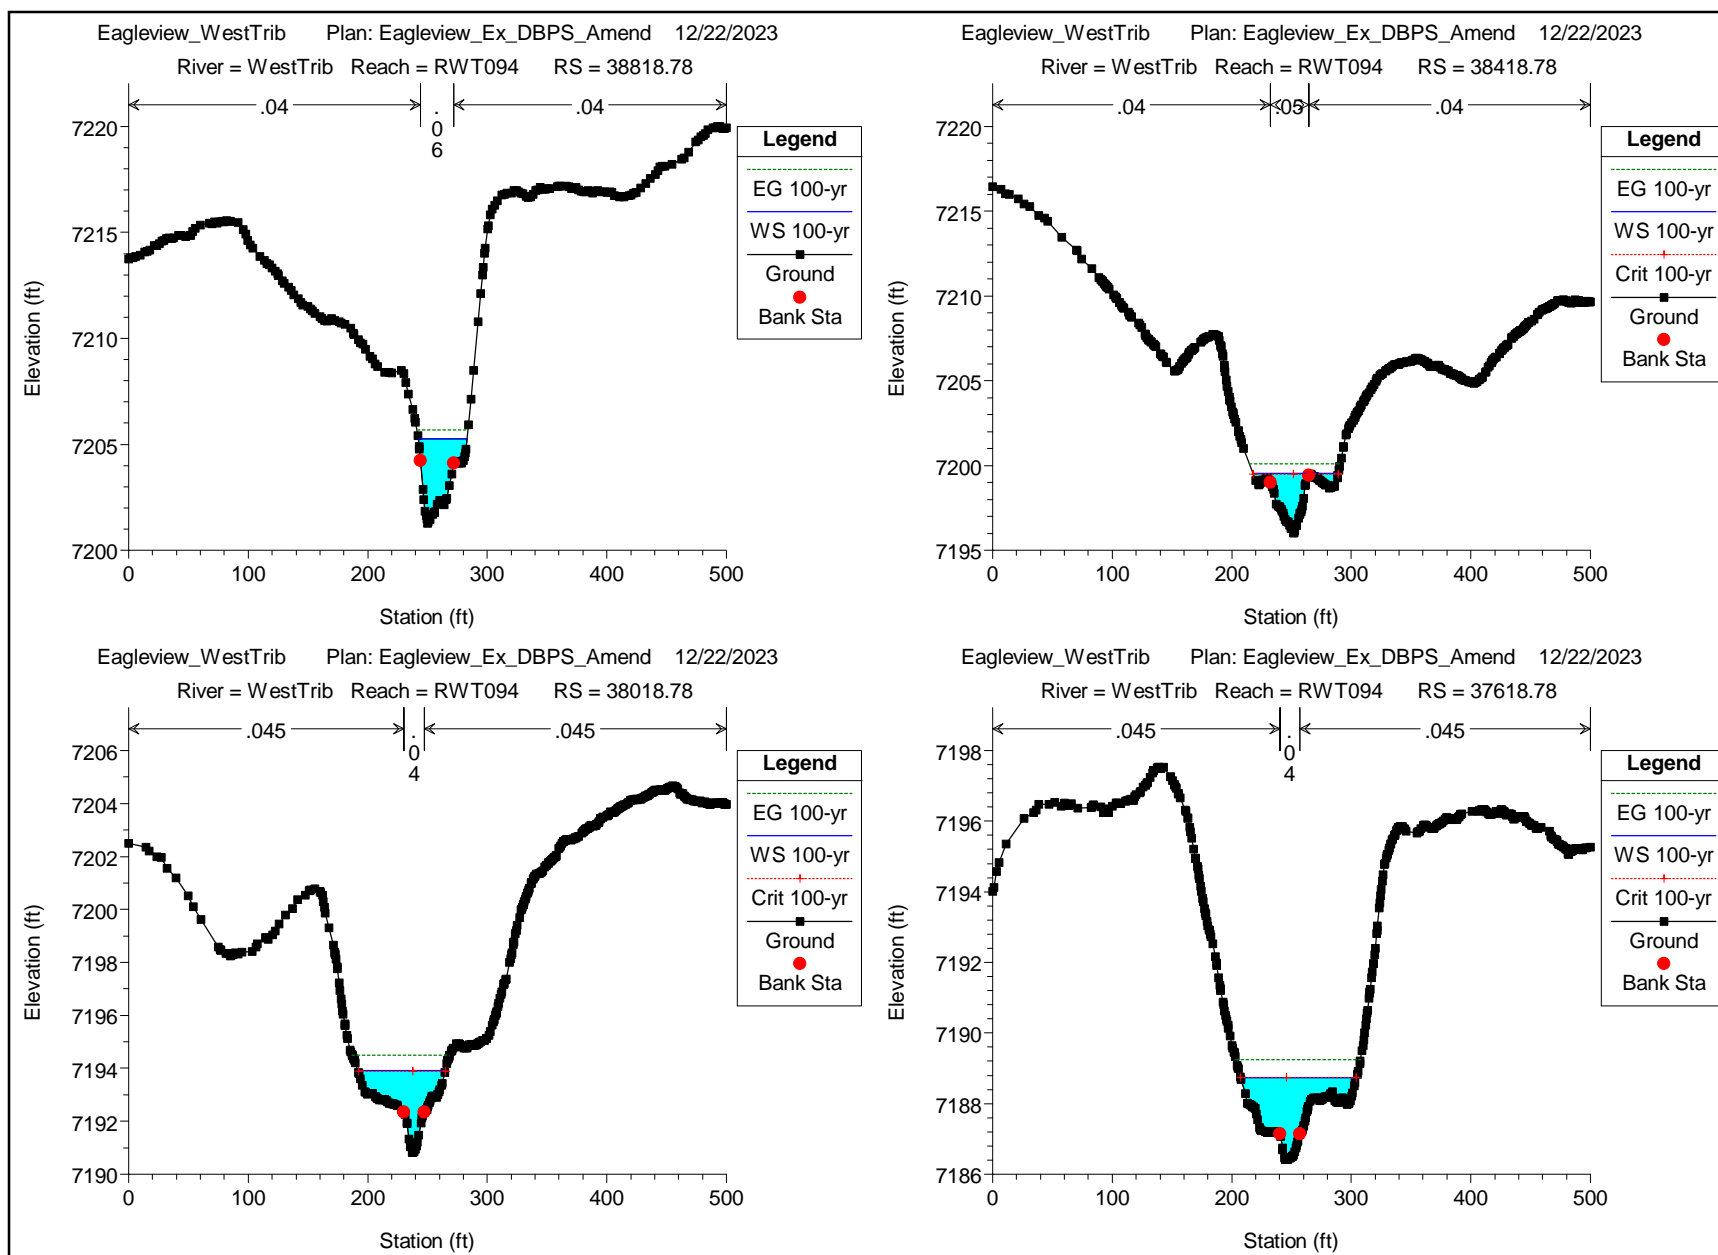 Eagleview_WestTrib Plan: Eagleview_Ex_DBPS_Amend 12/22/2023
River = WestTrib Reach = RWT094 RS = 38818.78
.04
.06
.04
7220
7215
7210
7205
7200
Elevation (ft)
0 100 200 300 400 500
Station (ft)
Legend
EG 100-yr
WS 100-yr
Ground
Bank Sta
Eagleview_WestTrib Plan: Eagleview_Ex_DBPS_Amend 12/22/2023
River = WestTrib Reach = RWT094 RS = 38418.78
.04
.05
.04
7220
7215
7210
7205
7200
7195
Elevation (ft)
0 100 200 300 400 500
Station (ft)
Legend
EG 100-yr
WS 100-yr
Crit 100-yr
Ground
Bank Sta
Eagleview_WestTrib Plan: Eagleview_Ex_DBPS_Amend 12/22/2023
River = WestTrib Reach = RWT094 RS = 38018.78
.045
.04
.045
7206
7204
7202
7200
7198
7196
7194
7192
7190
Elevation (ft)
0 100 200 300 400 500
Station (ft)
Legend
EG 100-yr
WS 100-yr
Crit 100-yr
Ground
Bank Sta
Eagleview_WestTrib Plan: Eagleview_Ex_DBPS_Amend 12/22/2023
River = WestTrib Reach = RWT094 RS = 37618.78
.045
.04
.045
7198
7196
7194
7192
7190
7188
7186
Elevation (ft)
0 100 200 300 400 500
Station (ft)
Legend
EG 100-yr
WS 100-yr
Crit 100-yr
Ground
Bank Sta